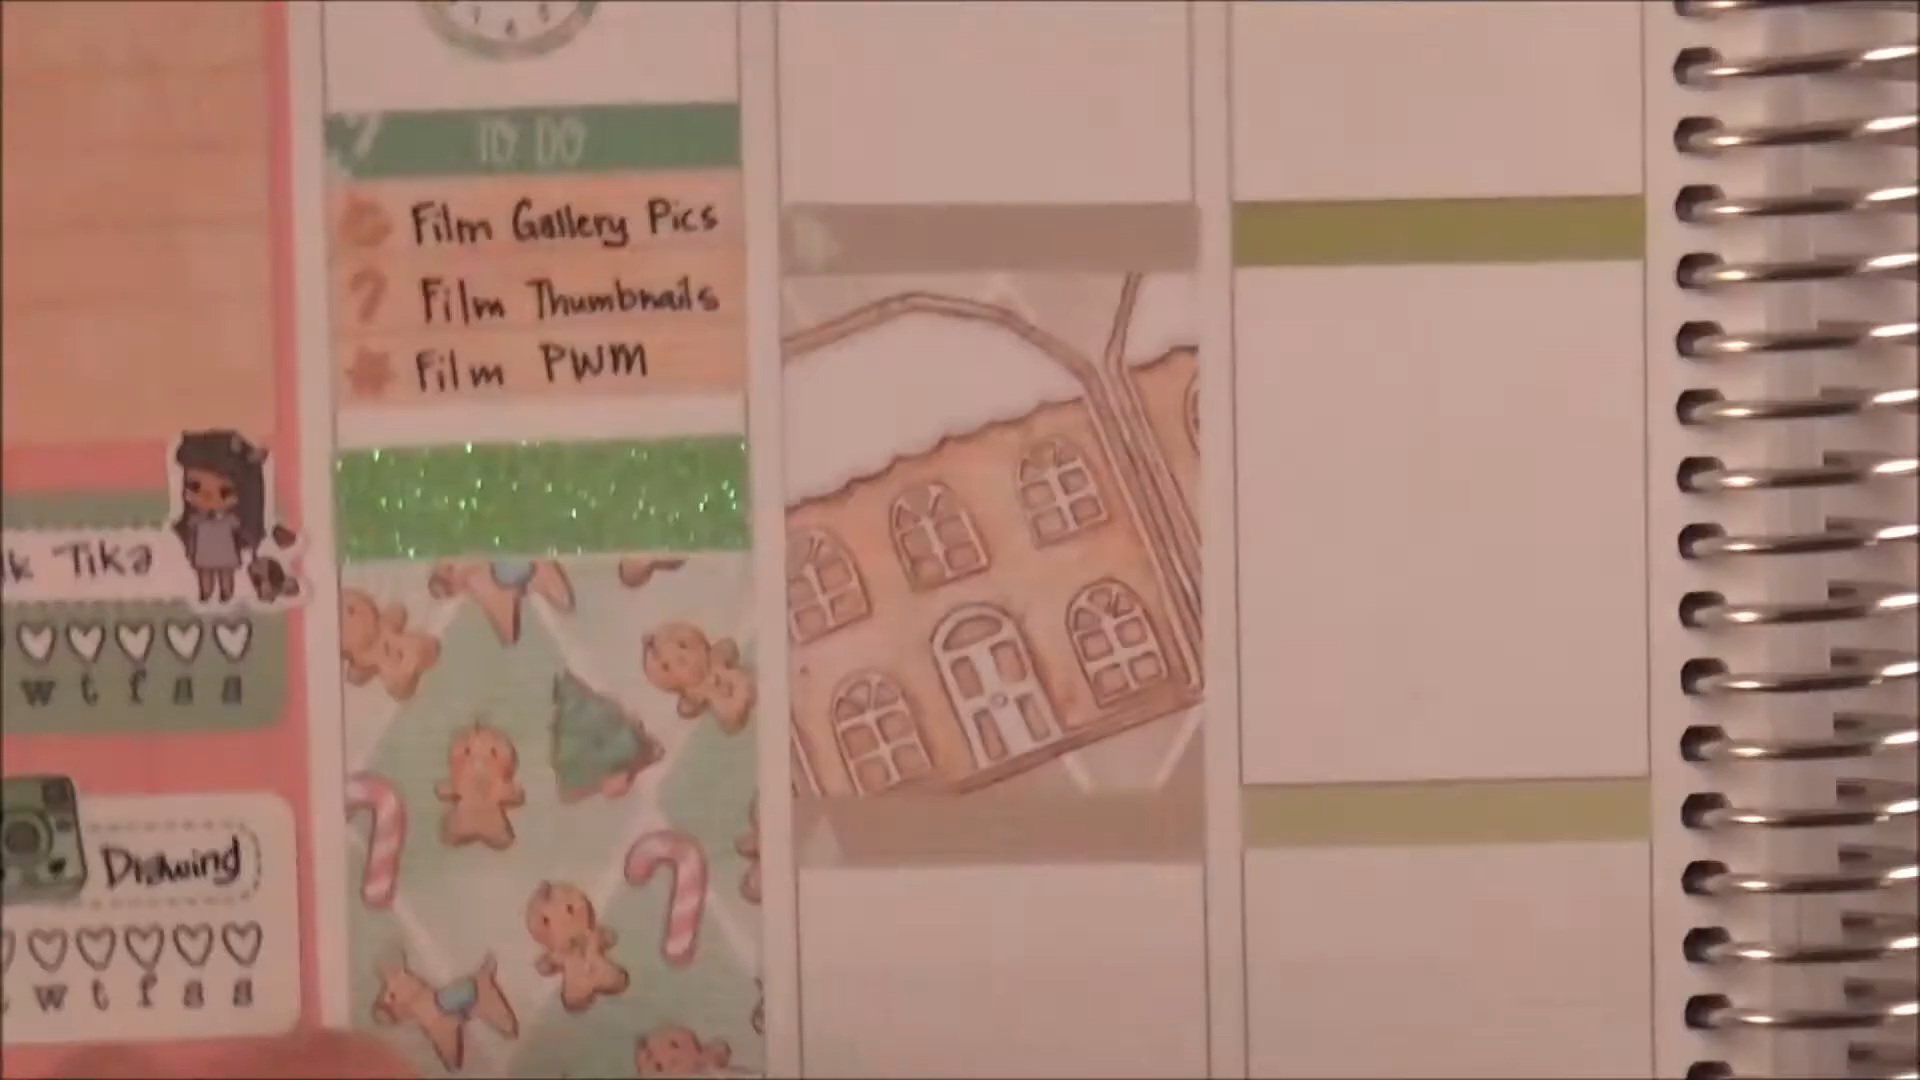 TO DO
Film Gallery Pics
Film Thumbnails
Film PWM
Tika
w t f s s
Drawing
w t f s s